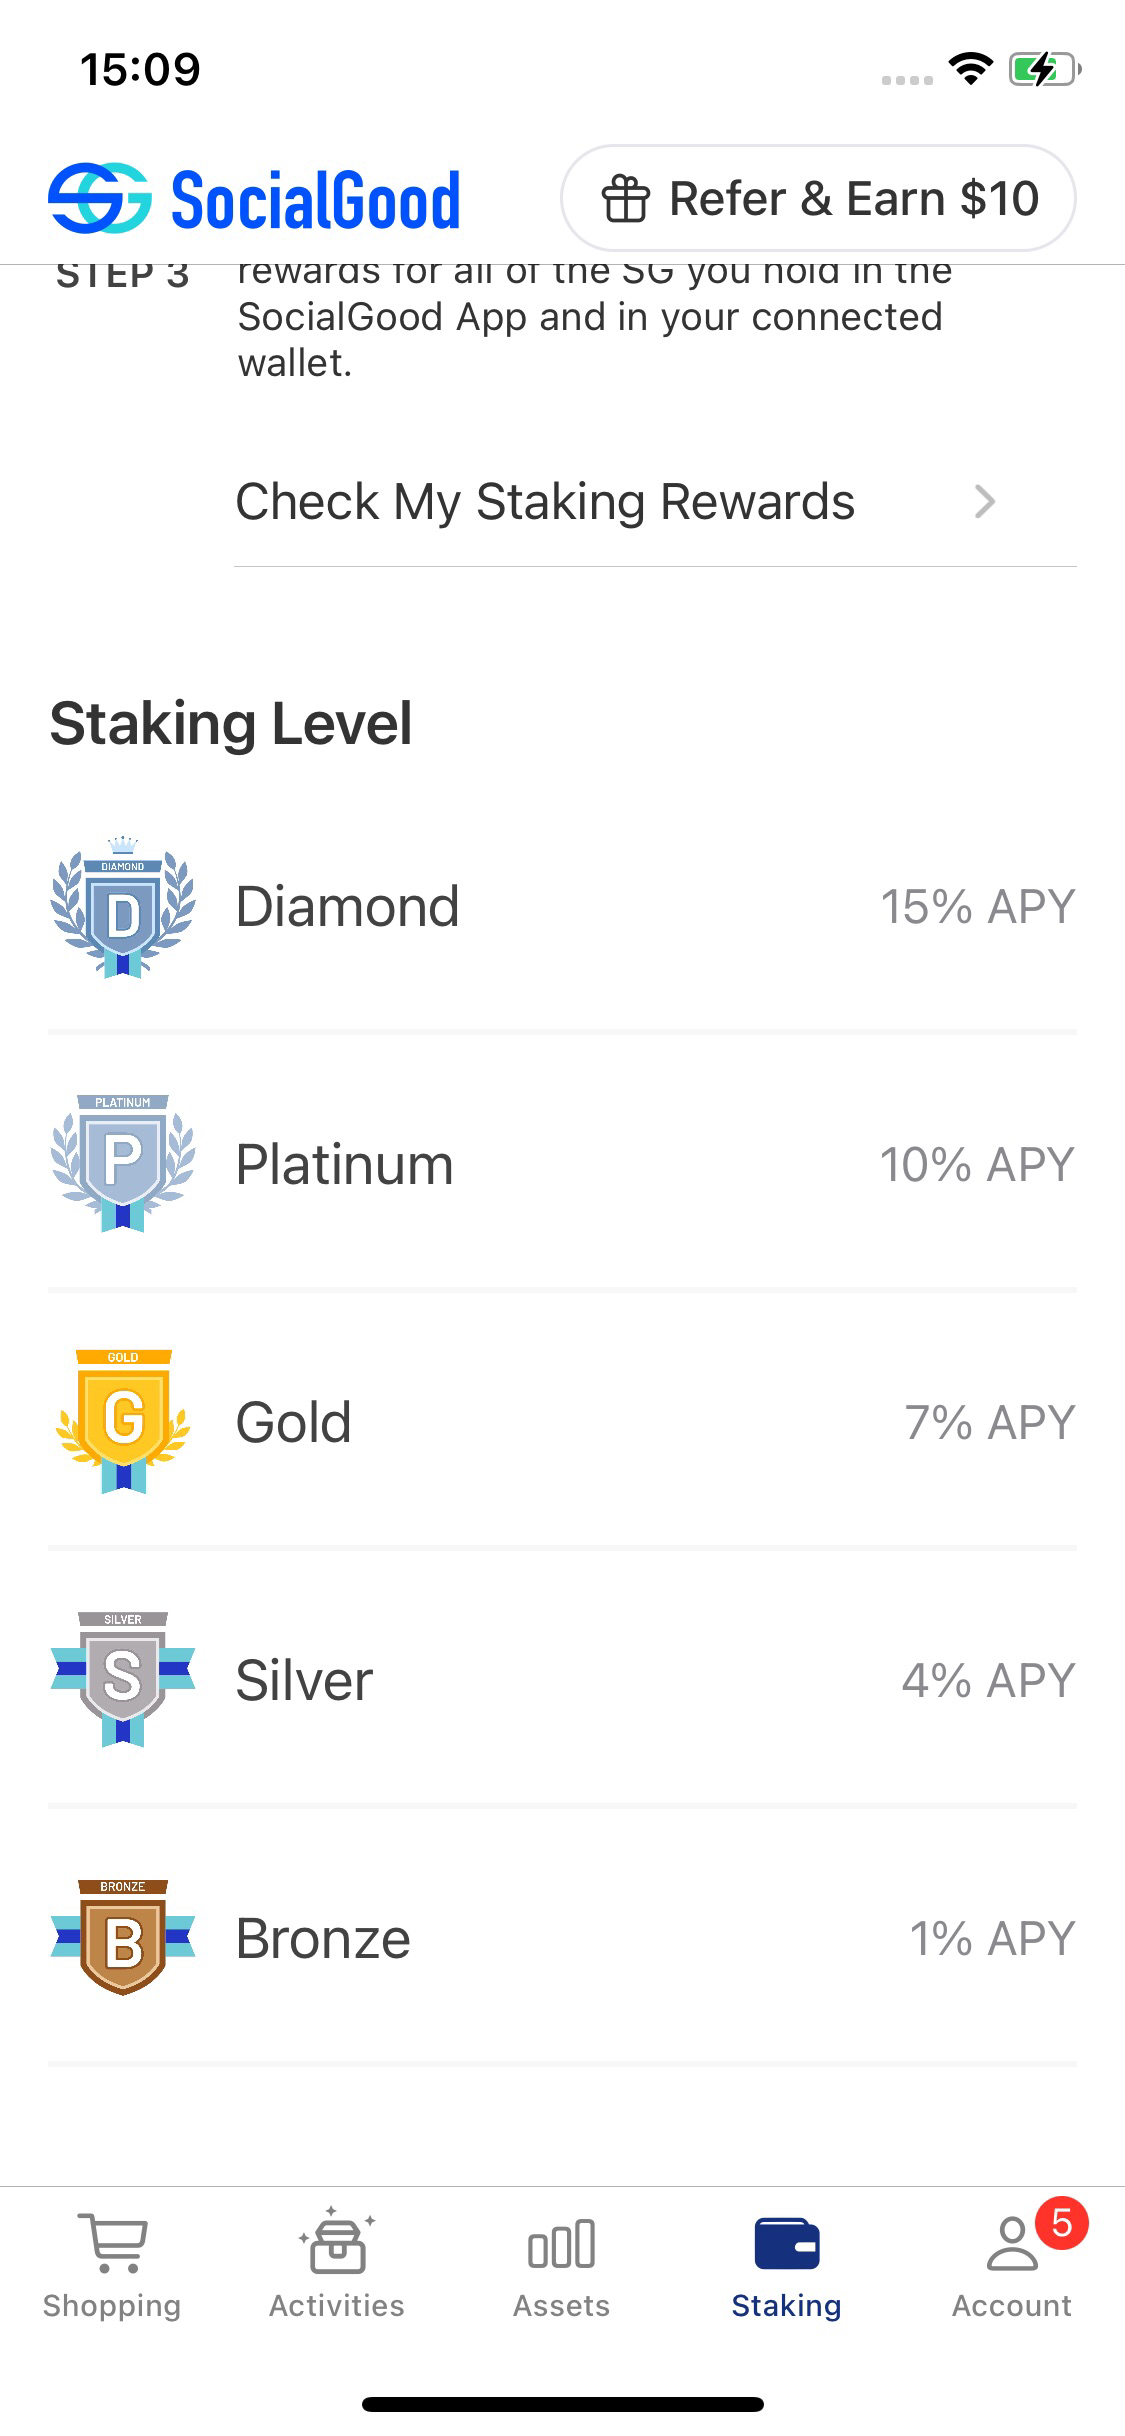 15:09
SocialGood
Refer & Earn $10
STEP 3
rewards for all of the SG you hold in the
SocialGood App and in your connected
wallet.
Check My Staking Rewards
Staking Level
DIAMOND
D
Diamond
15% APY
PLATINUM
P
Platinum
10% APY
GOLD
G
Gold
7% APY
SILVER
S
Silver
4% APY
BRONZE
B
Bronze
1% APY
5
Shopping
Activities
Assets
Staking
Account